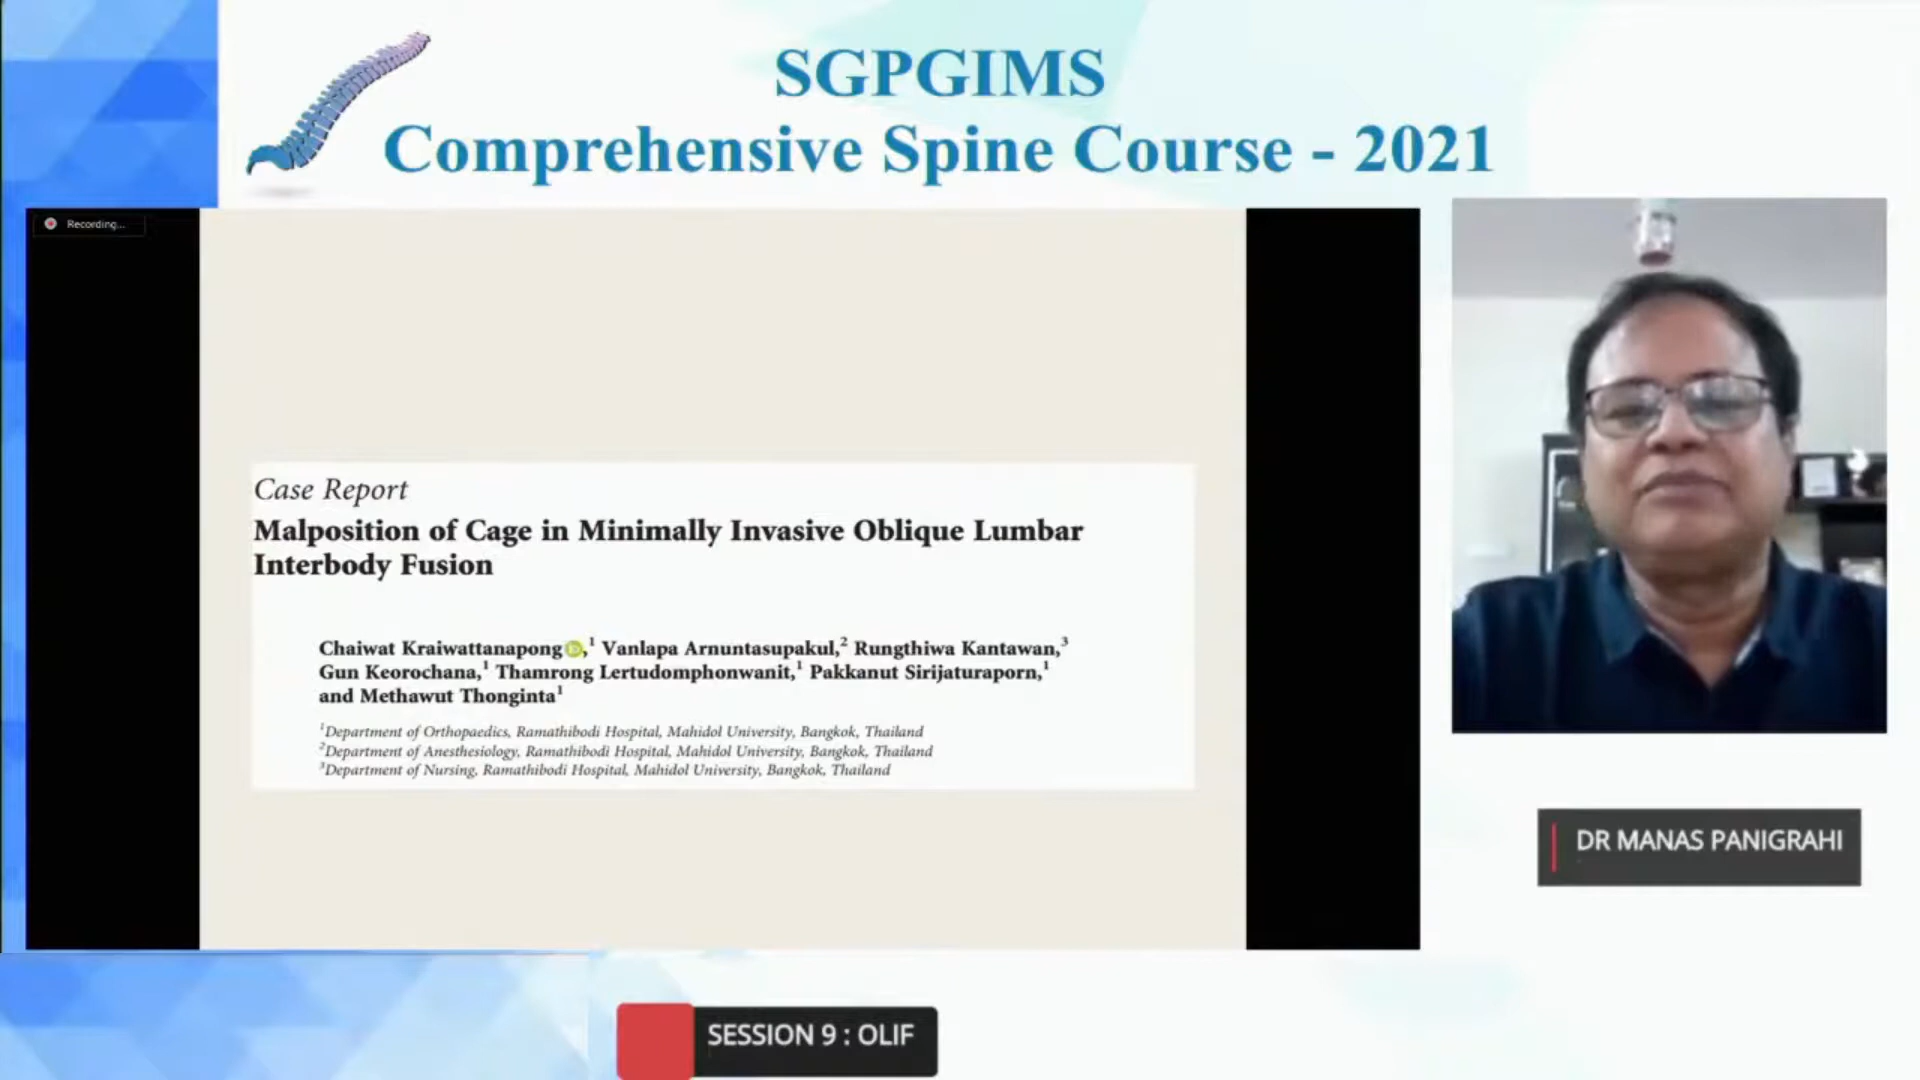 SGPGIMS
Comprehensive Spine Course - 2021
Recording...
Case Report
Malposition of Cage in Minimally Invasive Oblique Lumbar
Interbody Fusion
Chaiwat Kraiwattanapong iD,¹ Vanlapa Arnuntasupakul,² Rungthiwa Kantawan,³
Gun Keorochana,¹ Thamrong Lertudomphonwanit,¹ Pakkanut Sirijaturaporn,¹
and Methawut Thonginta¹
¹Department of Orthopaedics, Ramathibodi Hospital, Mahidol University, Bangkok, Thailand
²Department of Anesthesiology, Ramathibodi Hospital, Mahidol University, Bangkok, Thailand
³Department of Nursing, Ramathibodi Hospital, Mahidol University, Bangkok, Thailand
DR MANAS PANIGRAHI
SESSION 9 : OLIF